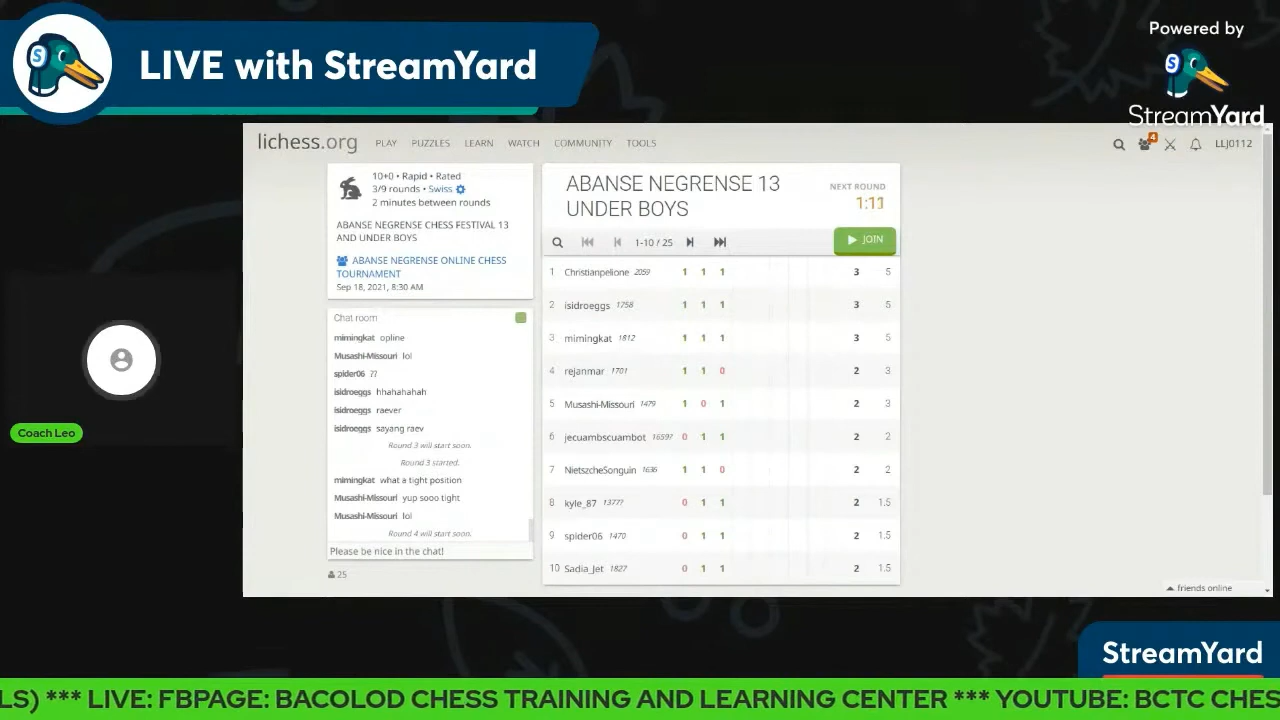 LIVE with StreamYard
Powered by
StreamYard
lichess.org
PLAY PUZZLES LEARN WATCH COMMUNITY TOOLS
4
LLJ0112
10+0 • Rapid • Rated
3/9 rounds • Swiss
2 minutes between rounds
ABANSE NEGRENSE CHESS FESTIVAL 13
AND UNDER BOYS
ABANSE NEGRENSE ONLINE CHESS
TOURNAMENT
Sep 18, 2021, 8:30 AM
Chat room
mimingkat opline
Musashi-Missouri lol
spider06 ??
isidroeggs hhahahahah
isidroeggs raever
isidroeggs sayang raev
Round 3 will start soon.
Round 3 started.
mimingkat what a tight position
Musashi-Missouri yup sooo tight
Musashi-Missouri lol
Round 4 will start soon.
Please be nice in the chat!
25
ABANSE NEGRENSE 13
UNDER BOYS
NEXT ROUND
1:11
1-10 / 25
JOIN
1 Christianpelione 2059 1 1 1 3 5
2 isidroeggs 1758 1 1 1 3 5
3 mimingkat 1812 1 1 1 3 5
4 rejanmar 1701 1 1 0 2 3
5 Musashi-Missouri 1479 1 0 1 2 3
6 jecuambscuambot 1659? 0 1 1 2 2
7 NietszcheSonguin 1636 1 1 0 2 2
8 kyle_87 1377? 0 1 1 2 1.5
9 spider06 1470 0 1 1 2 1.5
10 Sadia_Jet 1827 0 1 1 2 1.5
friends online
Coach Leo
StreamYard
LS) *** LIVE: FBPAGE: BACOLOD CHESS TRAINING AND LEARNING CENTER *** YOUTUBE: BCTC CHES